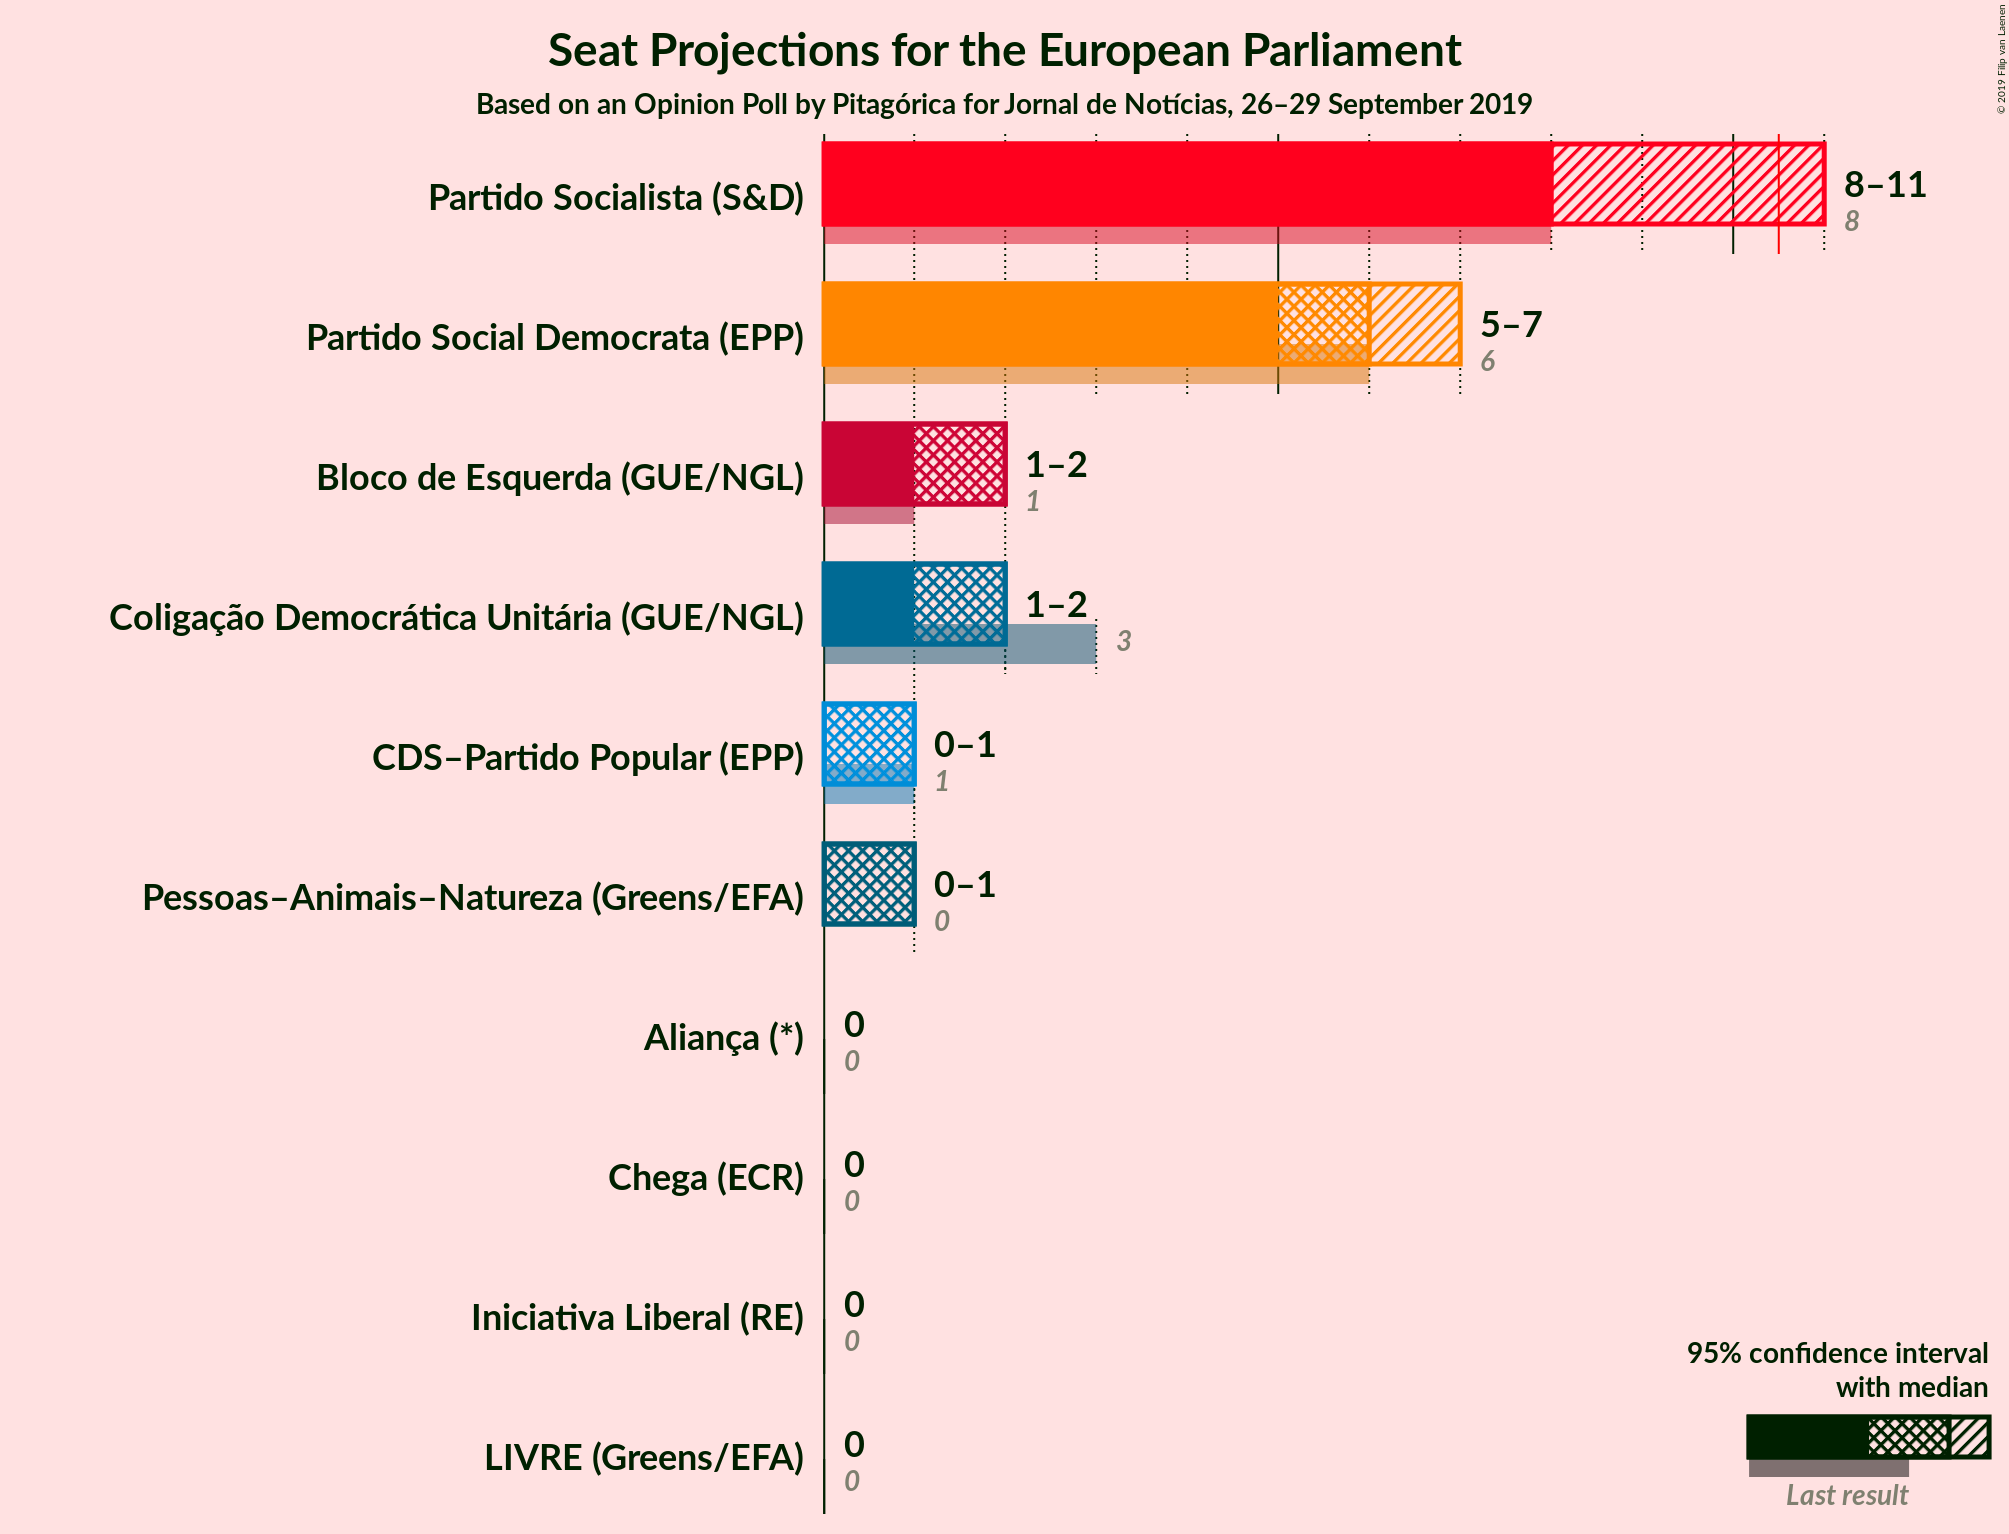 Seat Projections for the European Parliament
Based on an Opinion Poll by Pitagórica for Jornal de Notícias, 26–29 September 2019
© 2019 Filip van Laenen
Partido Socialista (S&D)
8–11
8
Partido Social Democrata (EPP)
5–7
6
Bloco de Esquerda (GUE/NGL)
1–2
1
Coligação Democrática Unitária (GUE/NGL)
1–2
3
CDS–Partido Popular (EPP)
0–1
1
Pessoas–Animais–Natureza (Greens/EFA)
0–1
0
Aliança (*)
0
0
Chega (ECR)
0
0
Iniciativa Liberal (RE)
0
0
LIVRE (Greens/EFA)
0
0
95% confidence interval
with median
Last result